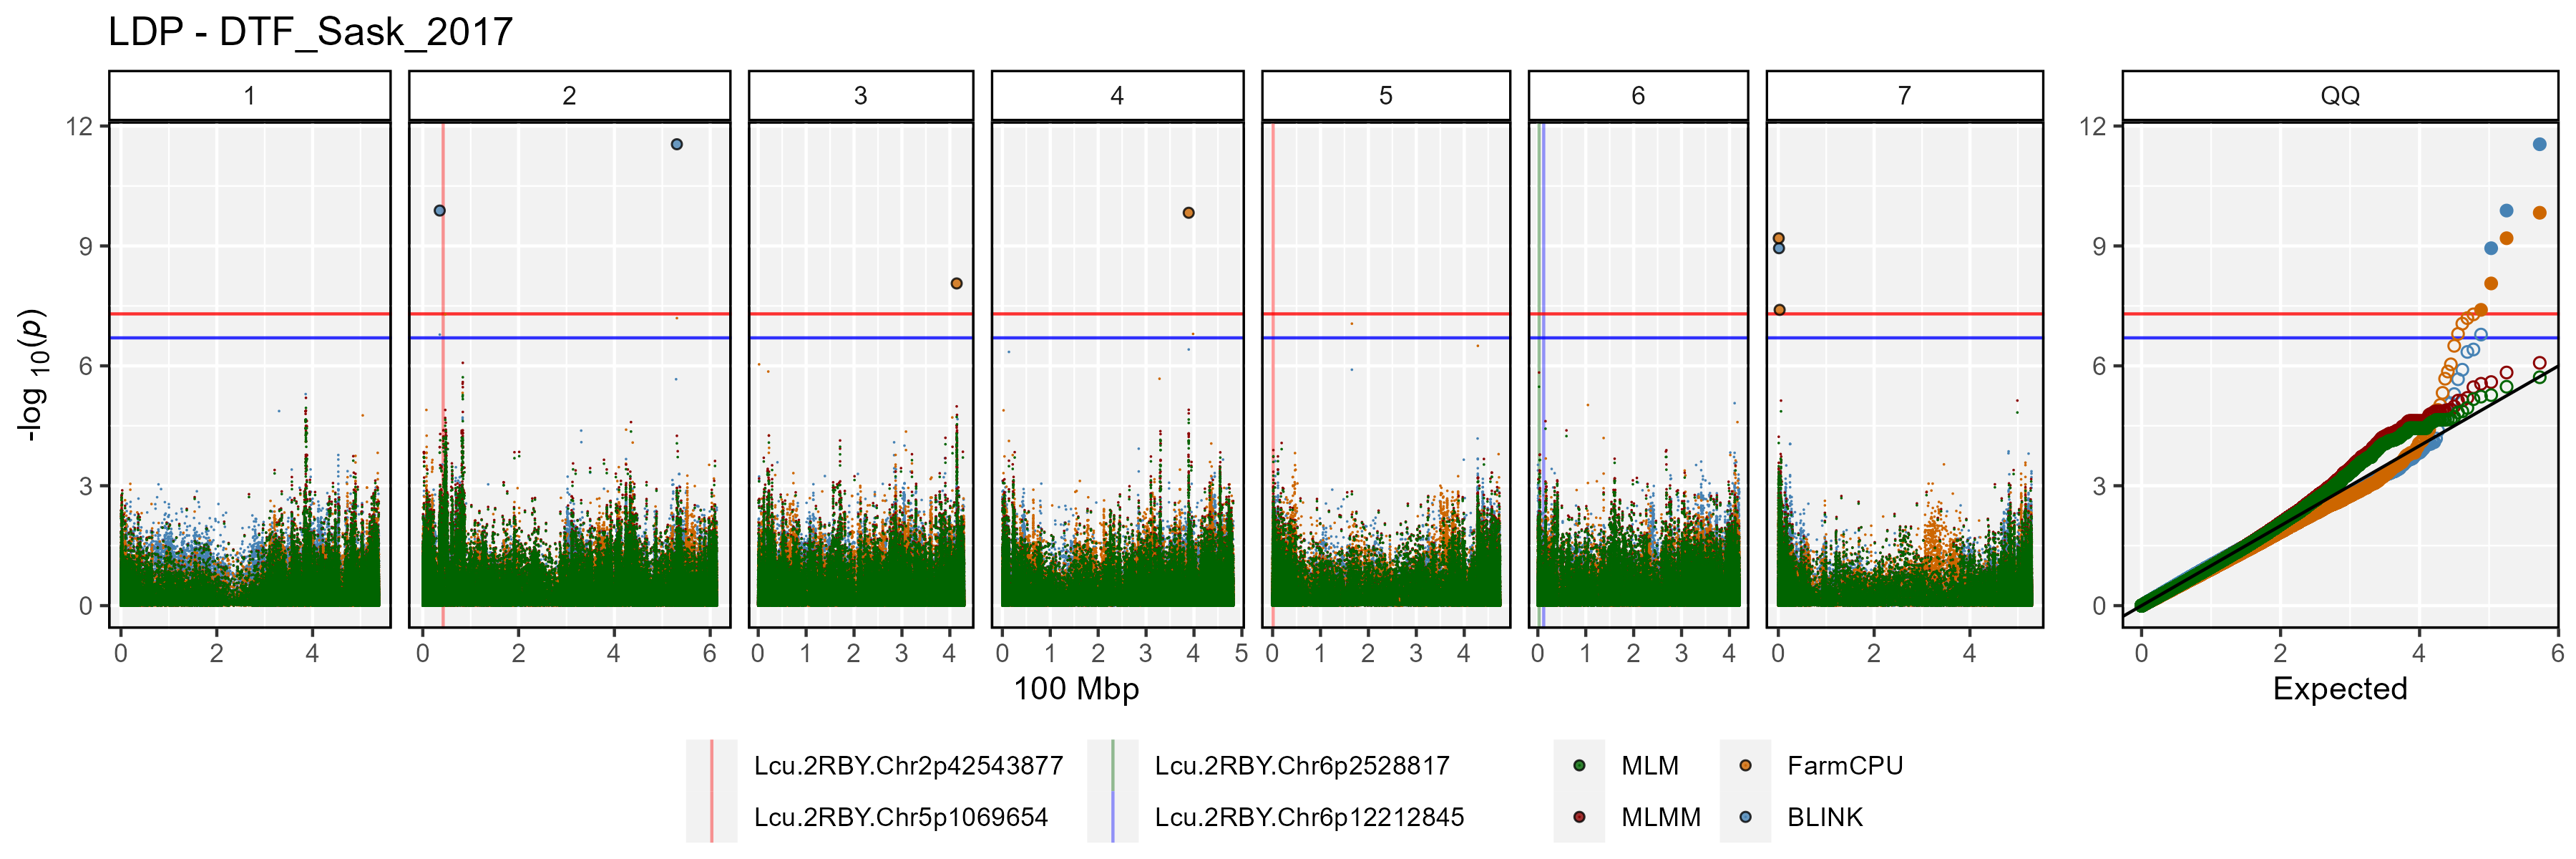 LDP - DTF_Sask_2017
1 2 3 4 5 6 7 QQ
12 12
9 9
6 6
3 3
0 0
0 2 4 0 2 4 6 0 1 2 3 4 0 1 2 3 4 5 0 1 2 3 4 0 1 2 3 4 0 2 4 0 2 4 6
-log 10(p)
100 Mbp Expected
Lcu.2RBY.Chr2p42543877 Lcu.2RBY.Chr6p2528817 MLM FarmCPU
Lcu.2RBY.Chr5p1069654 Lcu.2RBY.Chr6p12212845 MLMM BLINK